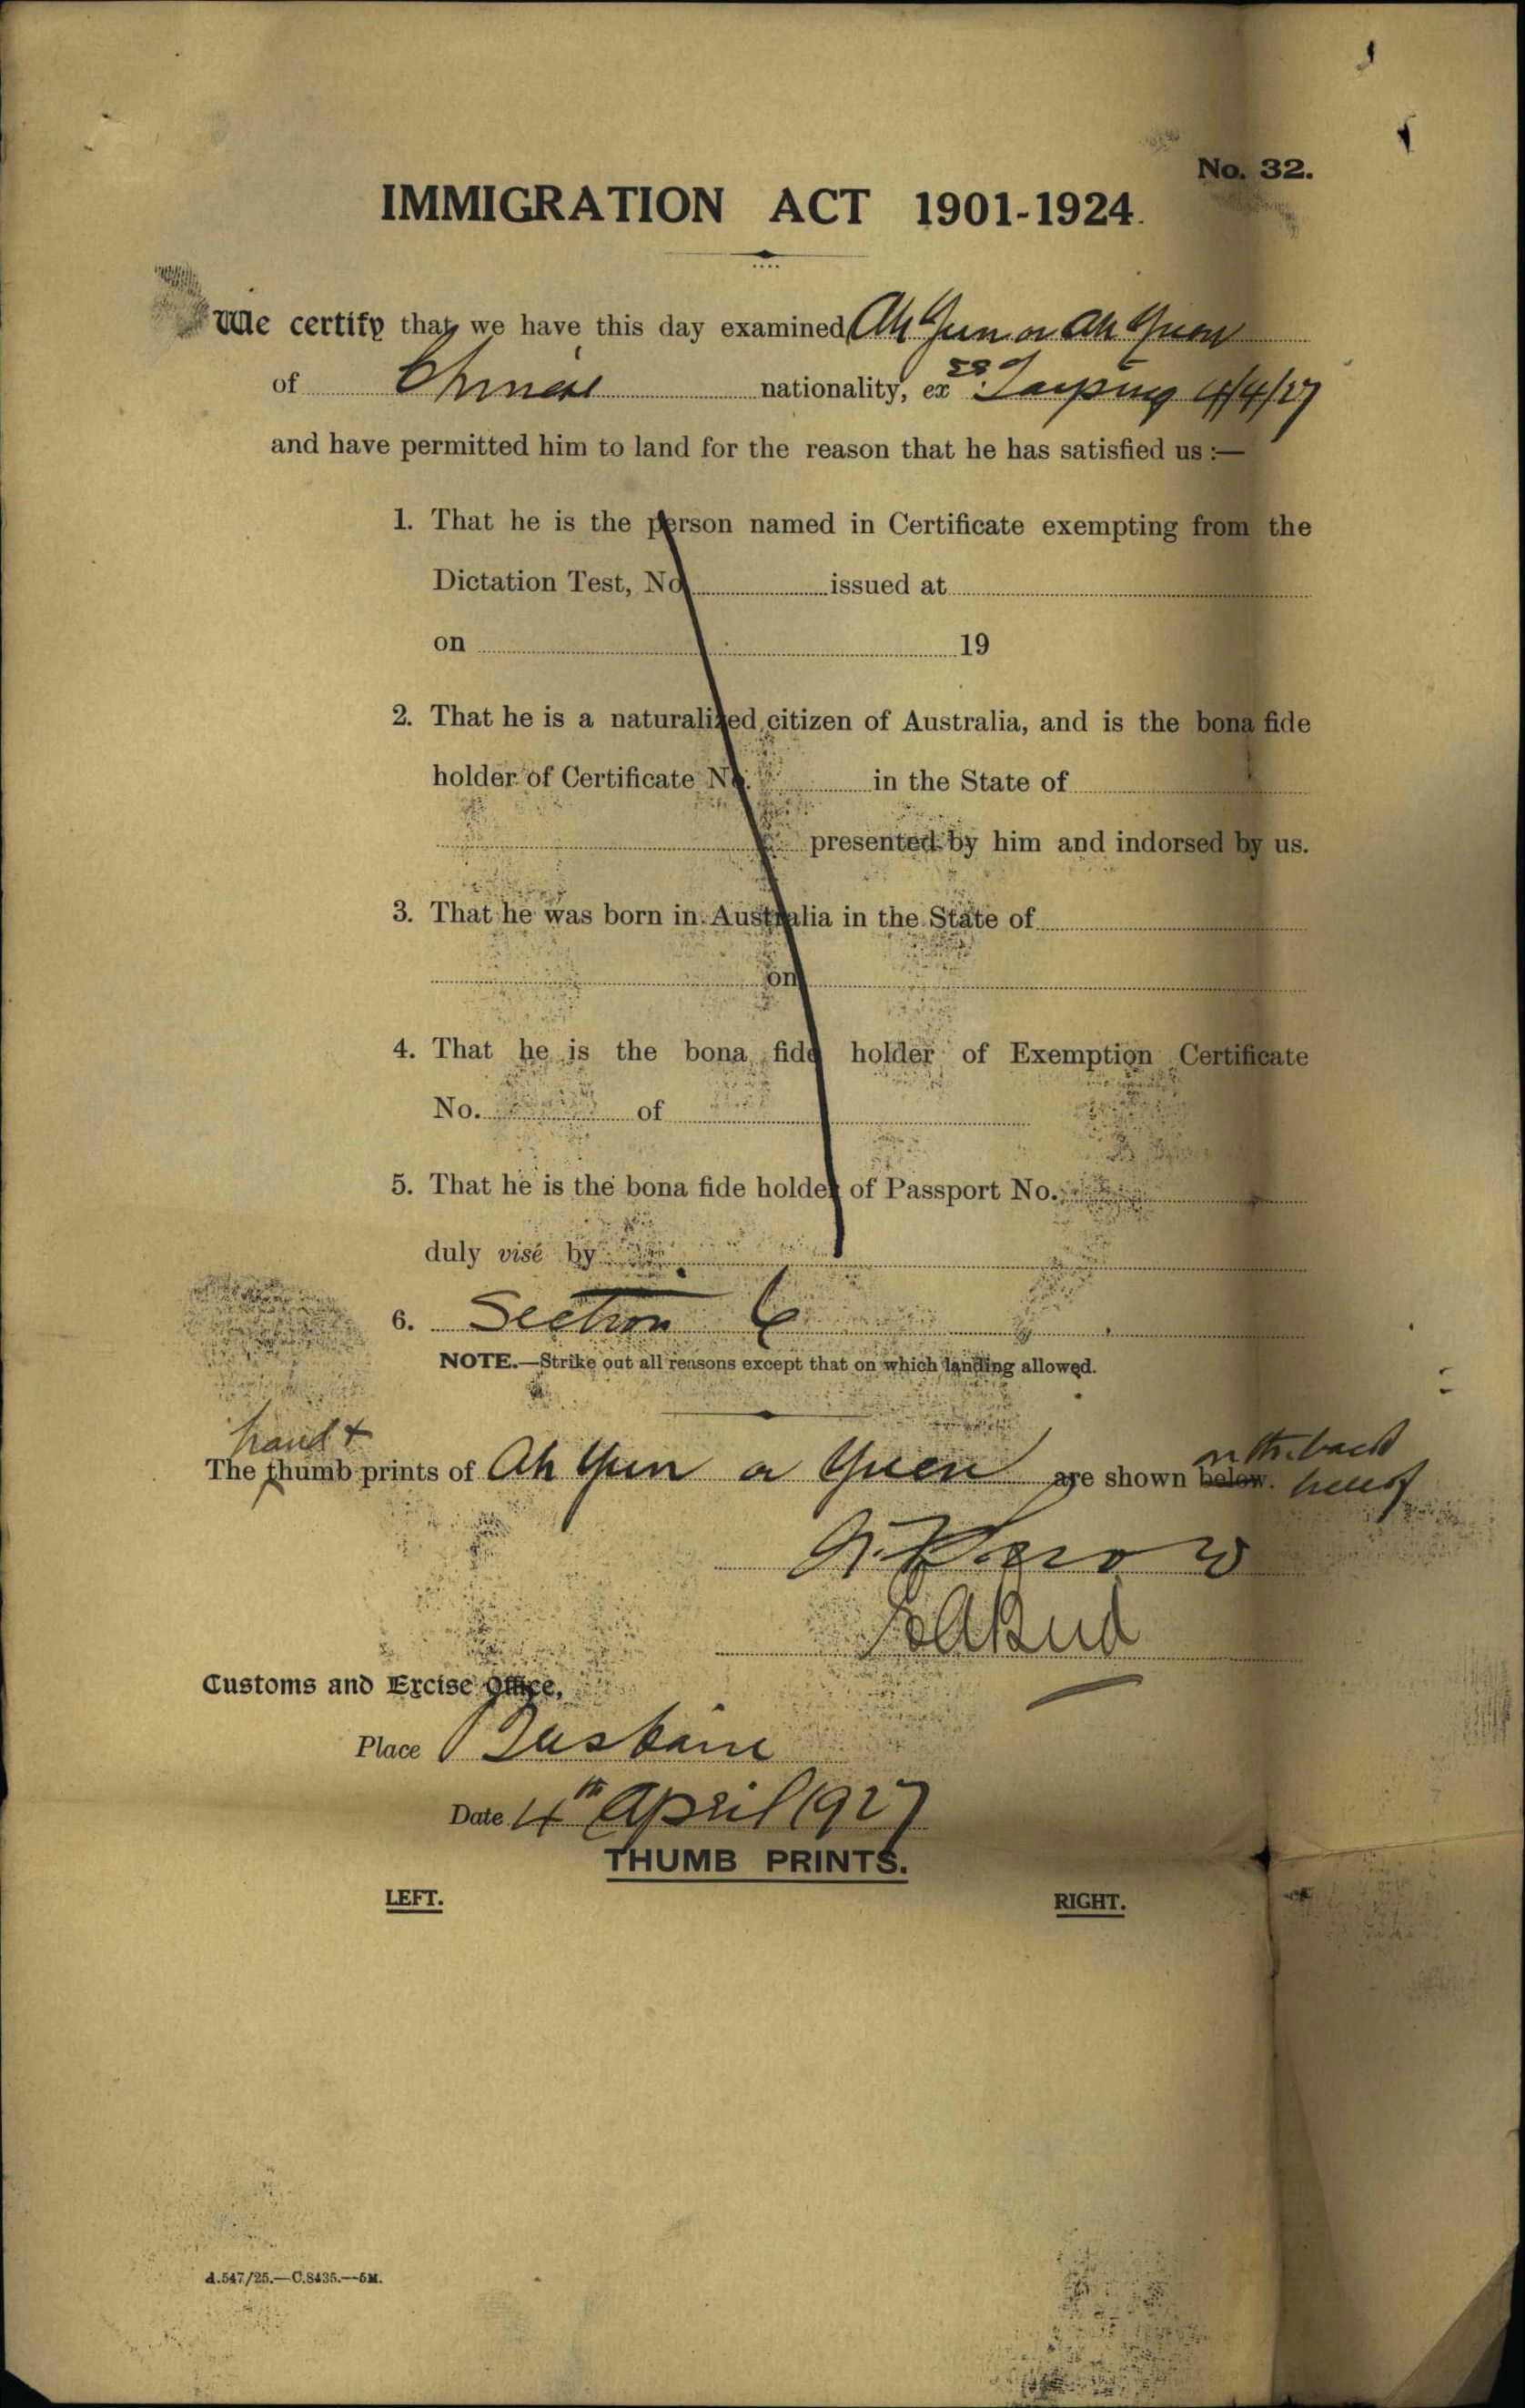 No. 32.
IMMIGRATION ACT 1901-1924.
We certify that we have this day examined Ah Yuen or Ah Quen
of Chinese nationality, ex ss Taiping 4/4/27
and have permitted him to land for the reason that he has satisfied us :—
1. That he is the person named in Certificate exempting from the
Dictation Test, No. issued at
on 19
2. That he is a naturalized citizen of Australia, and is the bona fide
holder of Certificate No. in the State of
presented by him and indorsed by us.
3. That he was born in Australia in the State of
on
4. That he is the bona fide holder of Exemption Certificate
No. of
5. That he is the bona fide holder of Passport No.
duly visé by
6. Section
NOTE.—Strike out all reasons except that on which landing allowed.
hand & on the back
The thumb prints of Ah Yuen or Quen are shown below. hereof
Customs and Excise Office,
Place Brisbane
Date 4th April 1927
THUMB PRINTS.
LEFT. RIGHT.
A.547/25.—C.8435.—5M.